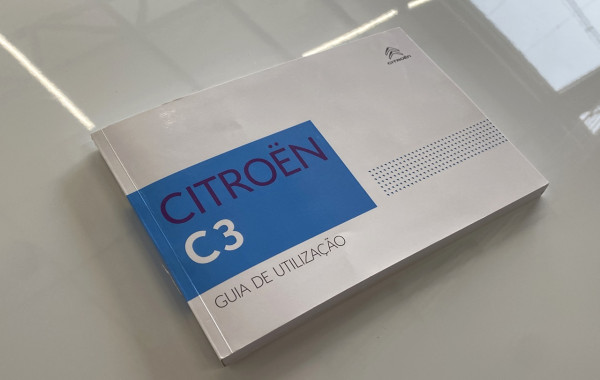 CITROËN
CITROËN
C3
GUIA DE UTILIZAÇÃO